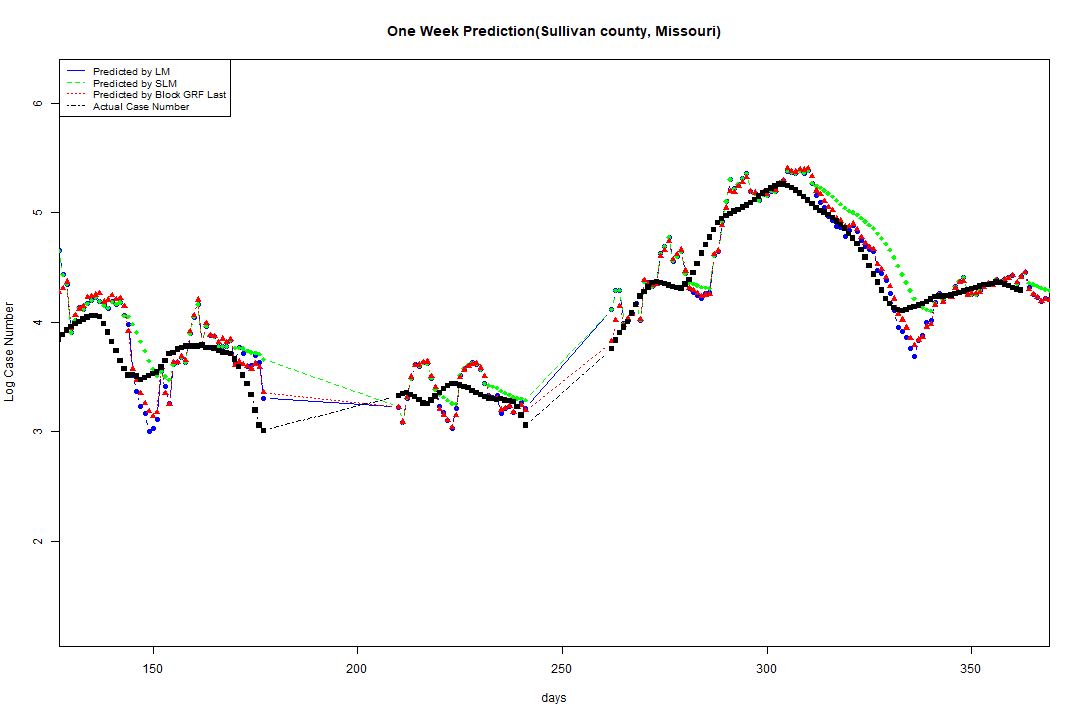 One Week Prediction(Sullivan county, Missouri)
Predicted by LM
Predicted by SLM
Predicted by Block GRF Last
Actual Case Number
6
5
4
3
2
Log Case Number
150 200 250 300 350
days